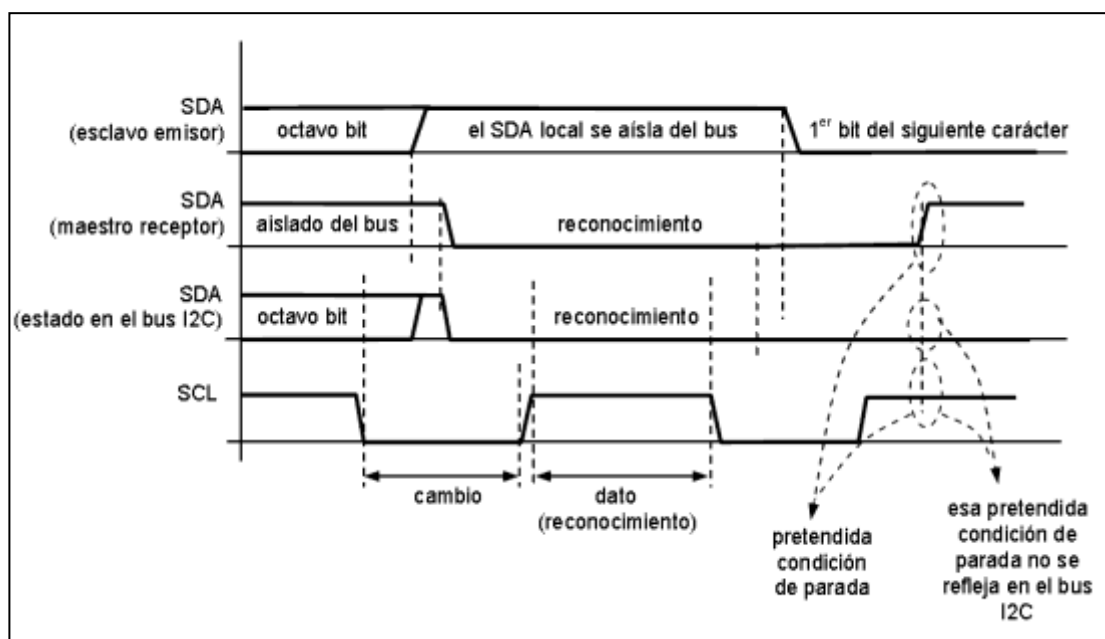 SDA
(esclavo emisor)
octavo bit
el SDA local se aísla del bus
1er bit del siguiente carácter
SDA
(maestro receptor)
aislado del bus
reconocimiento
SDA
(estado en el bus I2C)
octavo bit
reconocimiento
SCL
cambio
dato
(reconocimiento)
pretendida
condición
de parada
esa pretendida
condición de
parada no se
refleja en el bus
I2C